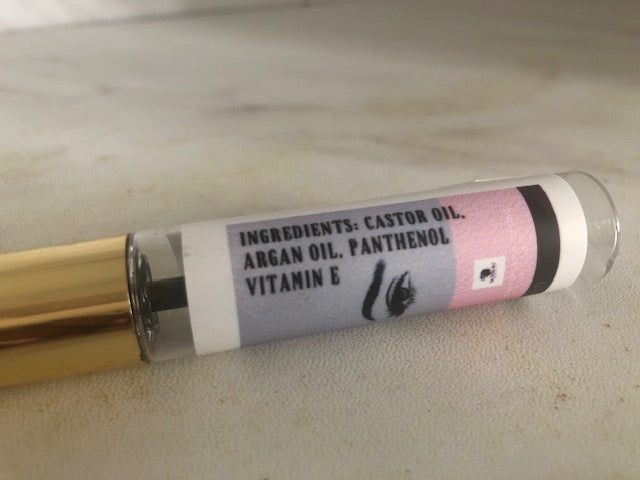 INGREDIENTS: CASTOR OIL.
ARGAN OIL. PANTHENOL
VITAMIN E